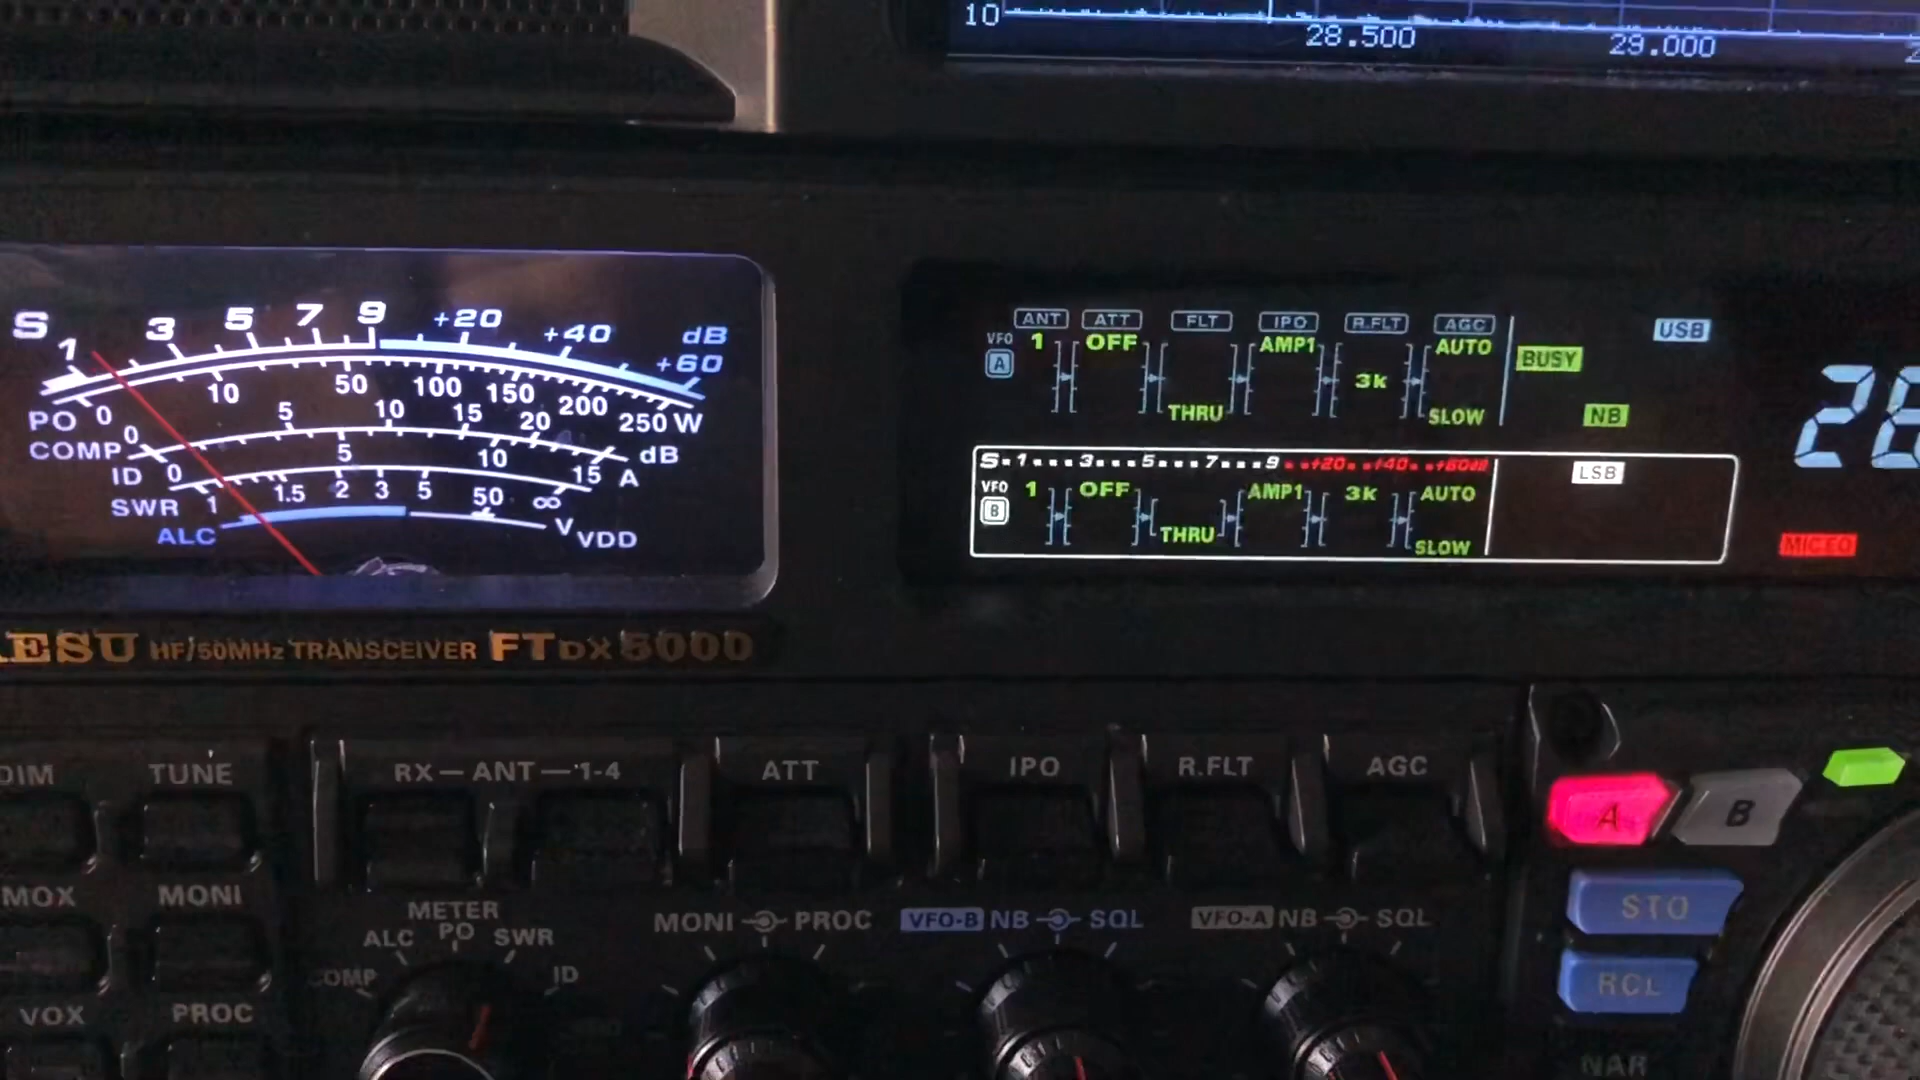 10
28.500 29.000
S 1 3 5 7 9 +20 +40 +60 dB
PO 0 10 50 100 150 200 250 W
COMP 0 5 10 15 20 dB
ID 0 5 10 15 A
SWR 1 1.5 2 3 5 50 ∞
ALC V VDD
ANT ATT FLT IPO R.FLT AGC
VFO A 1 OFF THRU AMP1 3k AUTO SLOW
BUSY
NB
USB
S 1 3 5 7 9 +20 +40 +60dB
VFO B 1 OFF THRU AMP1 3k AUTO SLOW
LSB
MIC EQ
ESU HF/50MHz TRANSCEIVER FTDX5000
DIM TUNE RX-ANT-1-4 ATT IPO R.FLT AGC
A B
MOX MONI
STO
METER
COMP ALC PO SWR ID
MONI PROC
VFO-B NB SQL
VFO-A NB SQL
RCL
VOX PROC
NAR